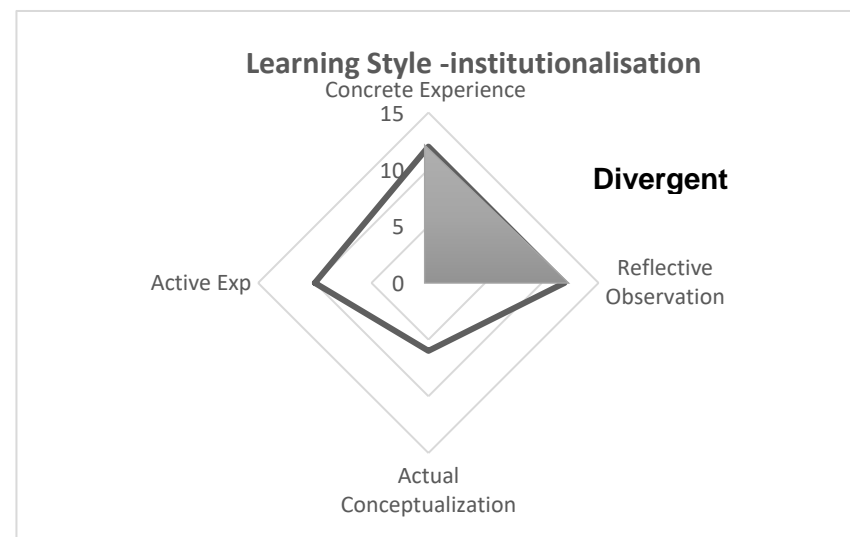 Learning Style -institutionalisation
Concrete Experience
15
10
5
0
Divergent
Active Exp
Reflective
Observation
Actual
Conceptualization